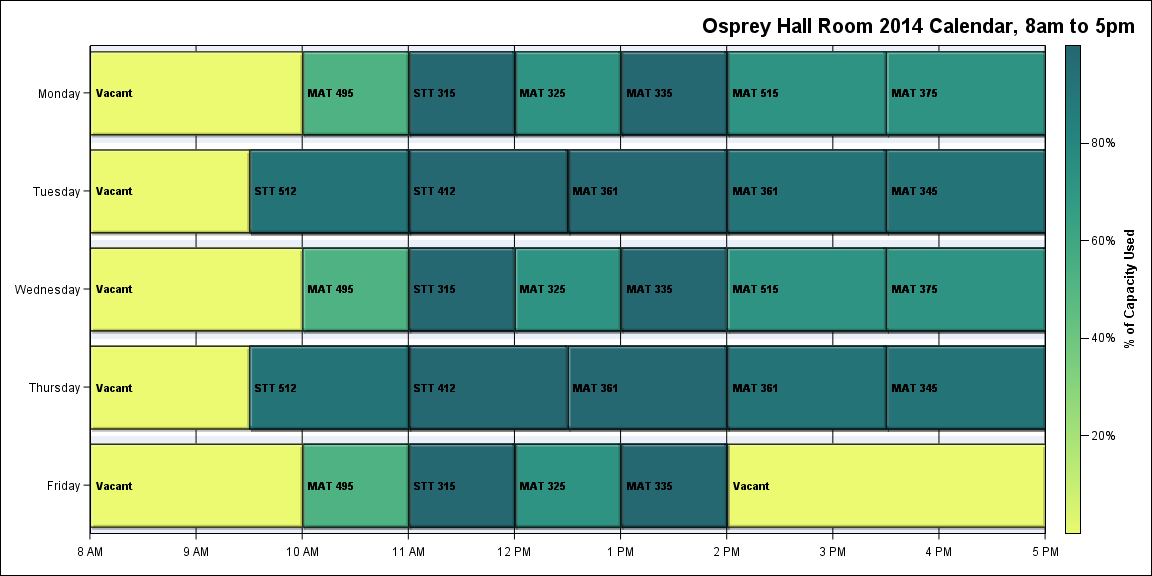 Osprey Hall Room 2014 Calendar, 8am to 5pm
Monday Vacant MAT 495 STT 315 MAT 325 MAT 335 MAT 515 MAT 375
Tuesday Vacant STT 512 STT 412 MAT 361 MAT 361 MAT 345
Wednesday Vacant MAT 495 STT 315 MAT 325 MAT 335 MAT 515 MAT 375
Thursday Vacant STT 512 STT 412 MAT 361 MAT 361 MAT 345
Friday Vacant MAT 495 STT 315 MAT 325 MAT 335 Vacant
8 AM 9 AM 10 AM 11 AM 12 PM 1 PM 2 PM 3 PM 4 PM 5 PM
80%
60%
40%
20%
% of Capacity Used